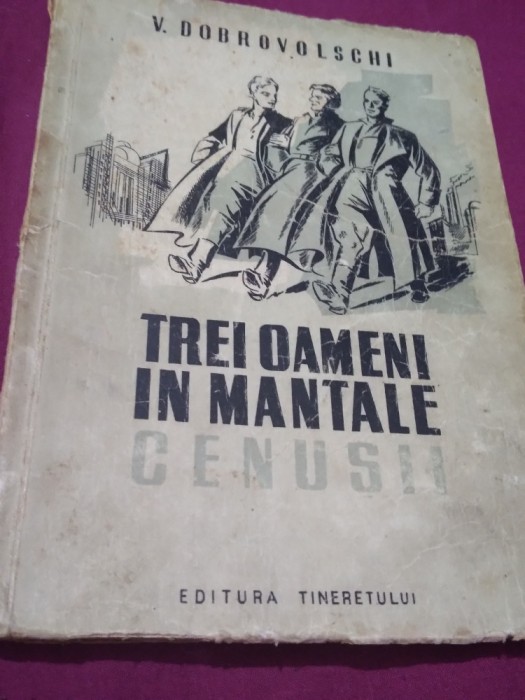 V. DOBROVOLSCHI
TREI OAMENI
IN MANTALE
CENUSII
EDITURA TINERETULUI